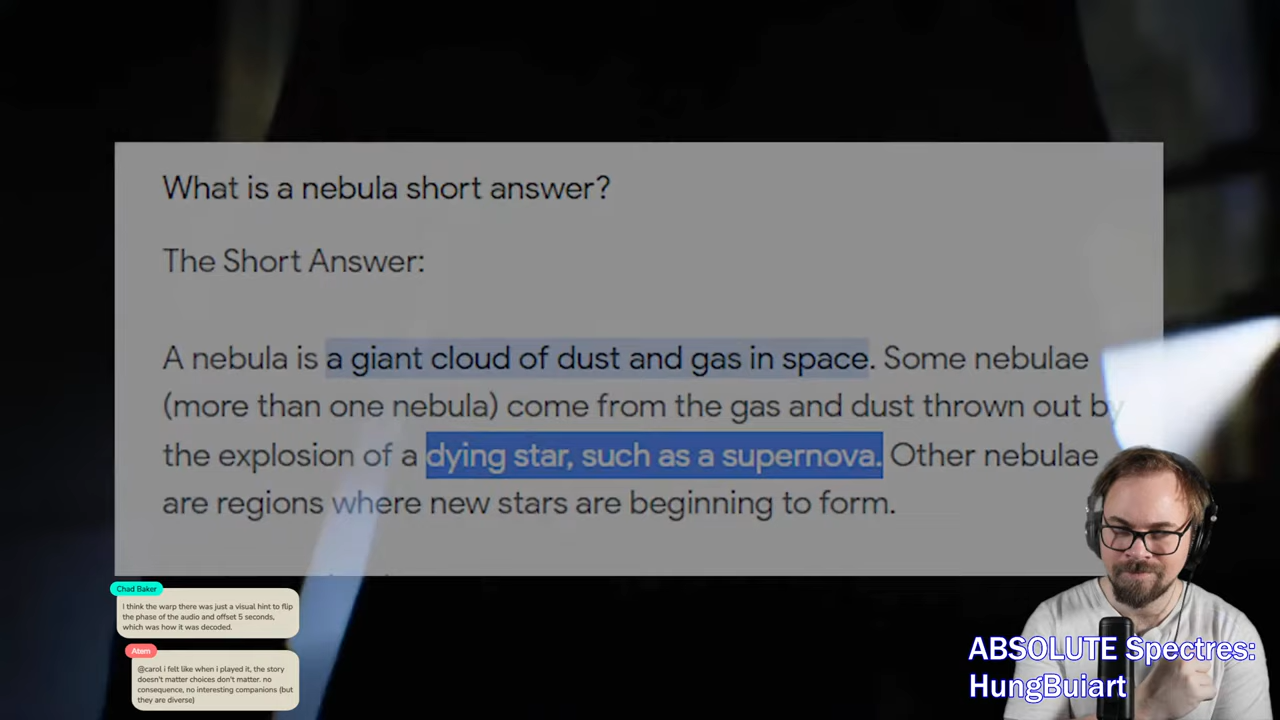 What is a nebula short answer?
The Short Answer:
A nebula is a giant cloud of dust and gas in space. Some nebulae
(more than one nebula) come from the gas and dust thrown out by
the explosion of a dying star, such as a supernova. Other nebulae
are regions where new stars are beginning to form.
Chad Baker
I think the warp there was just a visual hint to flip
the phase of the audio and offset 5 seconds,
which was how it was decoded.
Atem
@carol i felt like when i played it, the story
doesn't matter choices don't matter. no
consequence, no interesting companions (but
they are diverse)
ABSOLUTE Spectres:
HungBuiart